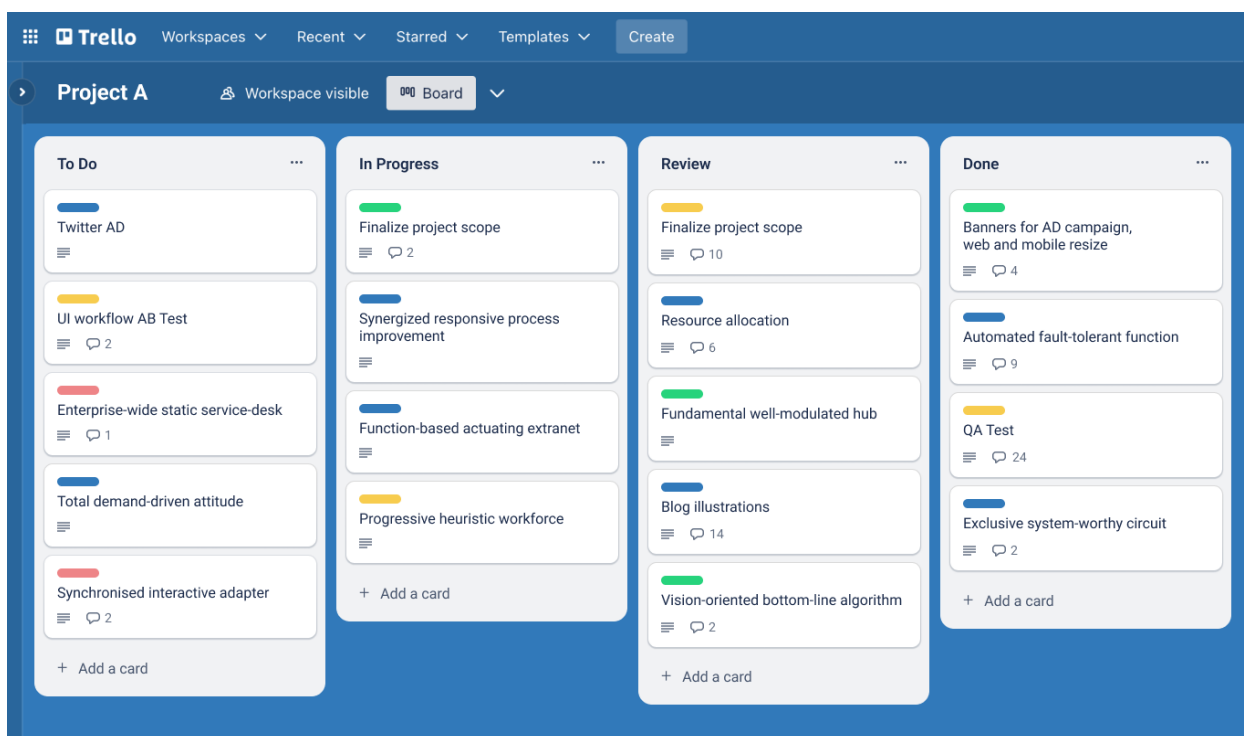 Trello
Workspaces
Recent
Starred
Templates
Create
Project A
Workspace visible
Board
To Do
Twitter AD
UI workflow AB Test
2
Enterprise-wide static service-desk
1
Total demand-driven attitude
Synchronised interactive adapter
2
+ Add a card
In Progress
Finalize project scope
2
Synergized responsive process
improvement
Function-based actuating extranet
Progressive heuristic workforce
+ Add a card
Review
Finalize project scope
10
Resource allocation
6
Fundamental well-modulated hub
Blog illustrations
14
Vision-oriented bottom-line algorithm
2
+ Add a card
Done
Banners for AD campaign,
web and mobile resize
4
Automated fault-tolerant function
9
QA Test
24
Exclusive system-worthy circuit
2
+ Add a card